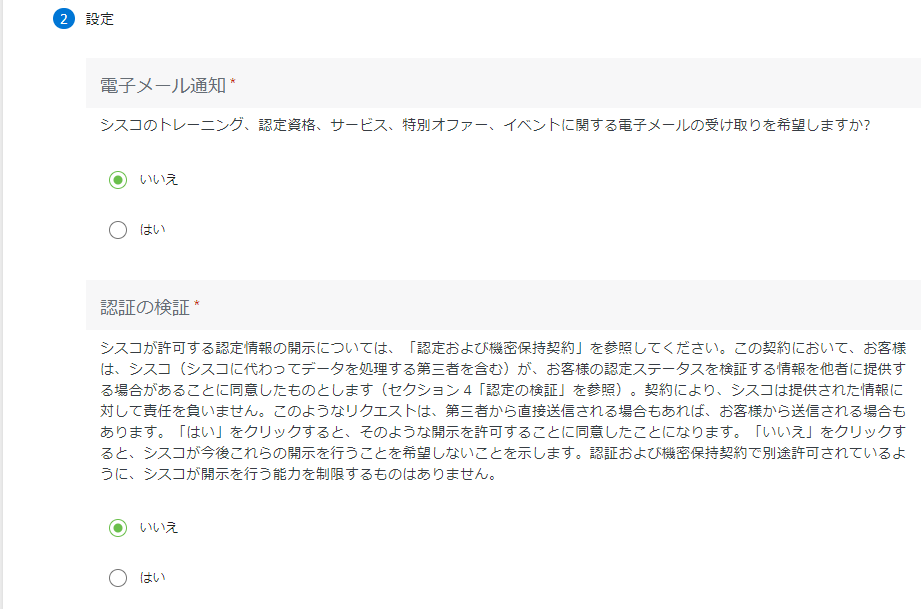 2 設定
電子メール通知 *
シスコのトレーニング、認定資格、サービス、特別オファー、イベントに関する電子メールの受け取りを希望しますか?
いいえ
はい
認証の検証 *
シスコが許可する認定情報の開示については、「認定および機密保持契約」を参照してください。この契約において、お客様
は、シスコ（シスコに代わってデータを処理する第三者を含む）が、お客様の認定ステータスを検証する情報を他者に提供す
る場合があることに同意したものとします（セクション 4「認定の検証」を参照）。契約により、シスコは提供された情報に
対して責任を負いません。このようなリクエストは、第三者から直接送信される場合もあれば、お客様から送信される場合も
あります。「はい」をクリックすると、そのような開示を許可することに同意したことになります。「いいえ」をクリックす
ると、シスコが今後これらの開示を行うことを希望しないことを示します。認証および機密保持契約で別途許可されているよ
うに、シスコが開示を行う能力を制限するものはありません。
いいえ
はい